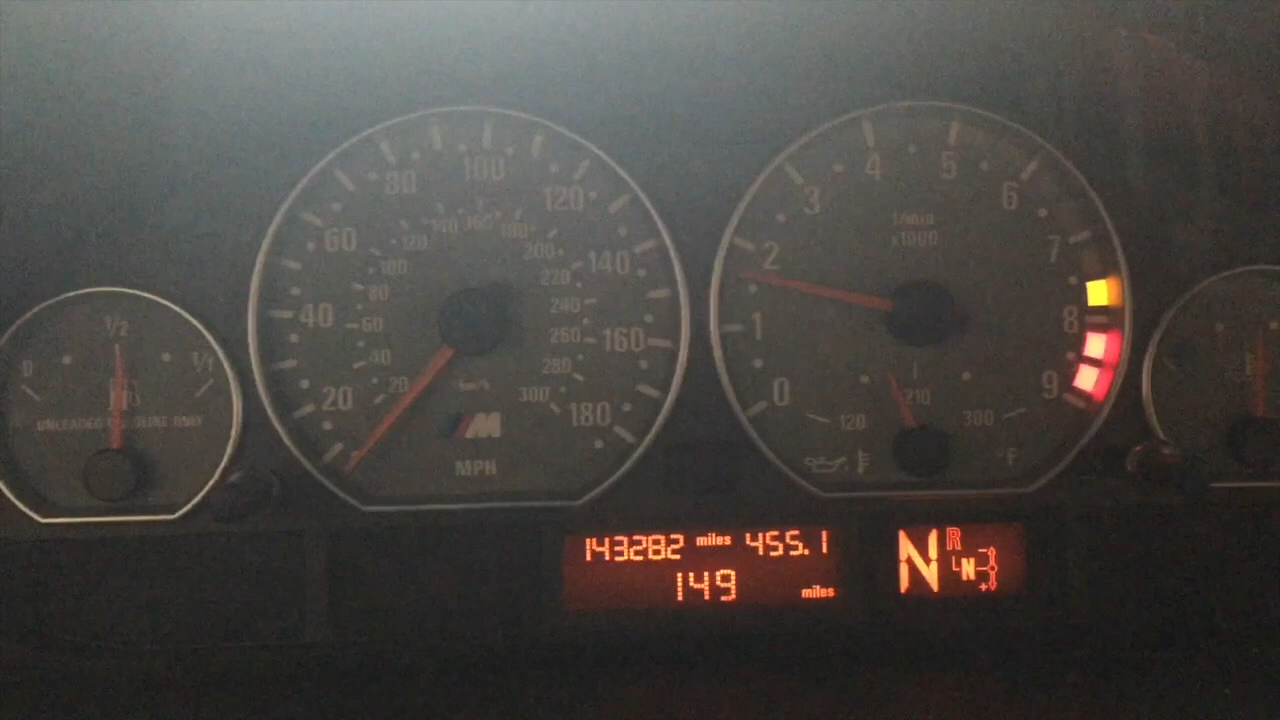 0 1/2 1/1
UNLEADED GASOLINE ONLY
20 40 60 80 100 120 140 160 180
20 40 60 80 100 120 140 160 180 200 220 240 260 280 300
km/h
M
MPH
0 1 2 3 4 5 6 7 8 9
1/min
x1000
120 210 300
F
143282 miles 455.1
149 miles
N R
LN
+